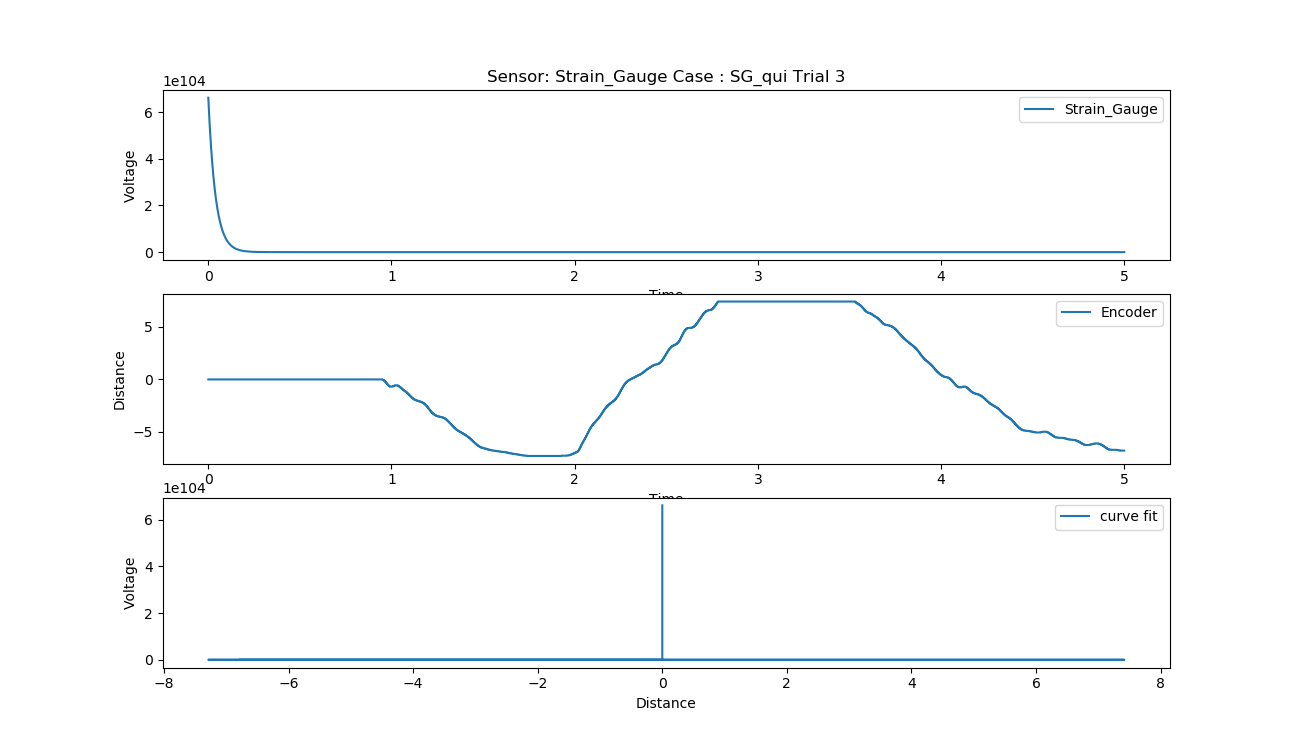 Sensor: Strain_Gauge Case : SG_qui Trial 3
1e104
Strain_Gauge
Voltage
6
4
2
0
0 1 2 3 4 5
Time
Encoder
Distance
5
0
−5
0 1 2 3 4 5
Time
1e104
curve fit
Voltage
6
4
2
0
−8 −6 −4 −2 0 2 4 6 8
Distance